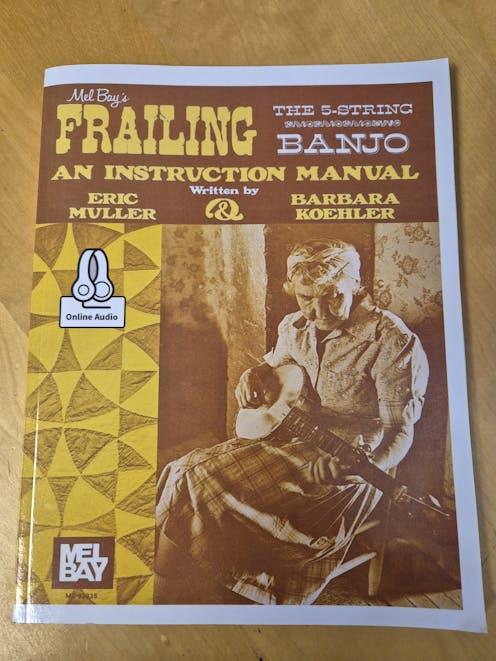 Mel Bay's
FRAILING
THE 5-STRING
BANJO
AN INSTRUCTION MANUAL
Written by
ERIC
MULLER
&
BARBARA
KOEHLER
Online Audio
MEL
BAY